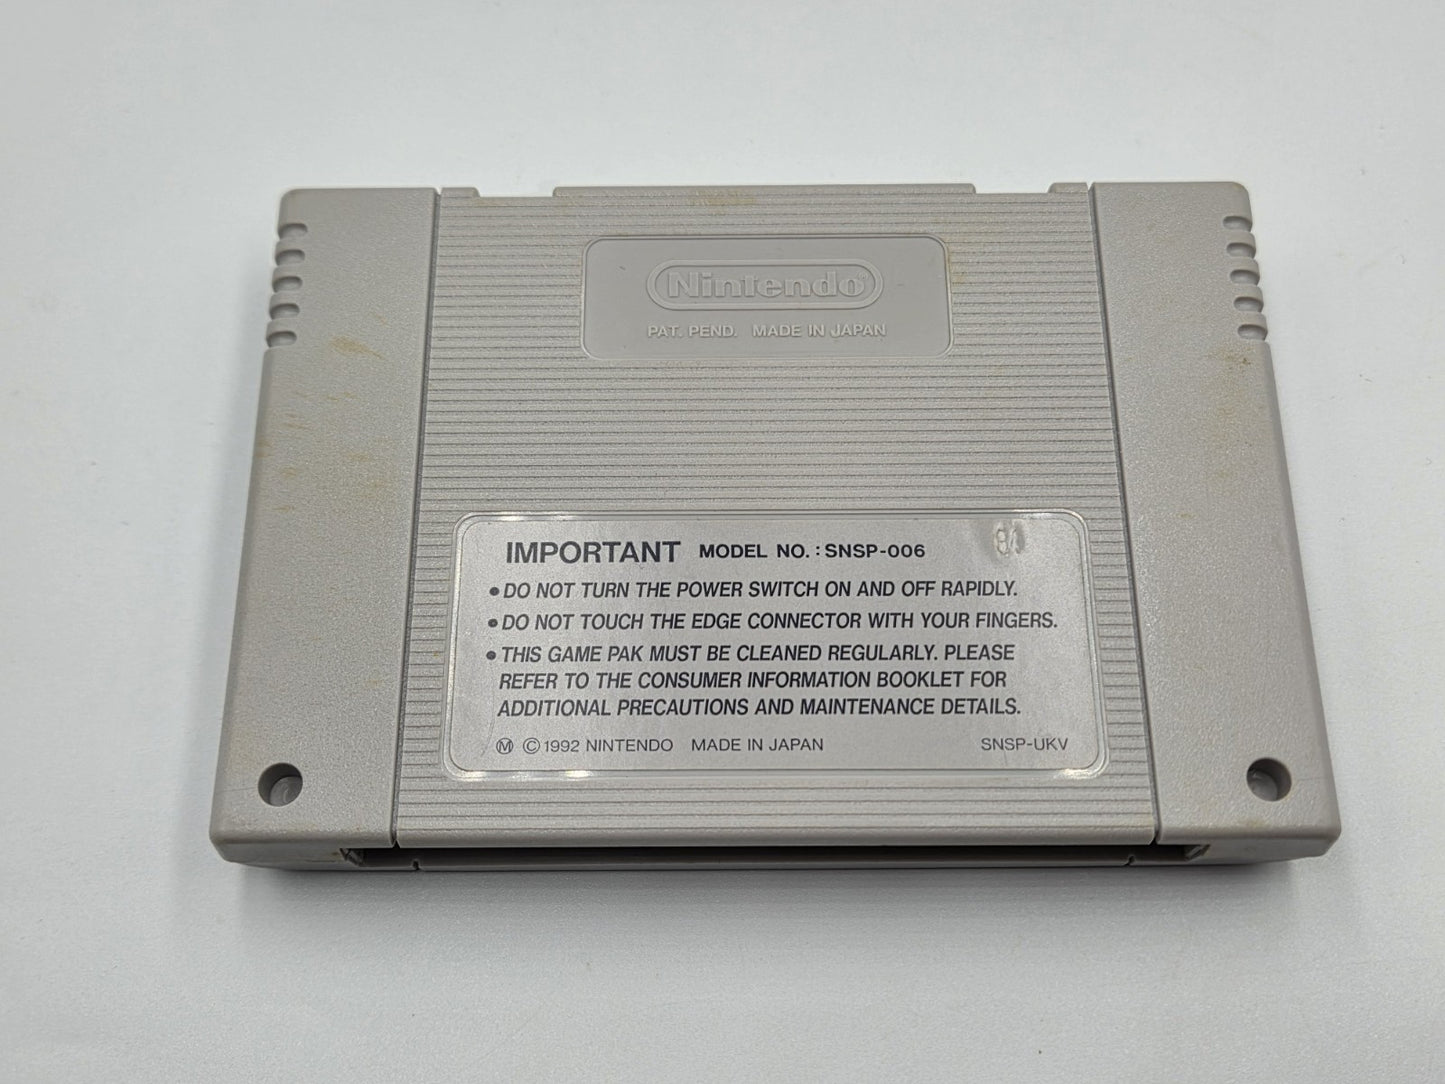 Nintendo®
PAT. PEND. MADE IN JAPAN
IMPORTANT MODEL NO. : SNSP-006
• DO NOT TURN THE POWER SWITCH ON AND OFF RAPIDLY.
• DO NOT TOUCH THE EDGE CONNECTOR WITH YOUR FINGERS.
• THIS GAME PAK MUST BE CLEANED REGULARLY. PLEASE
REFER TO THE CONSUMER INFORMATION BOOKLET FOR
ADDITIONAL PRECAUTIONS AND MAINTENANCE DETAILS.
Ⓜ © 1992 NINTENDO MADE IN JAPAN SNSP-UKV